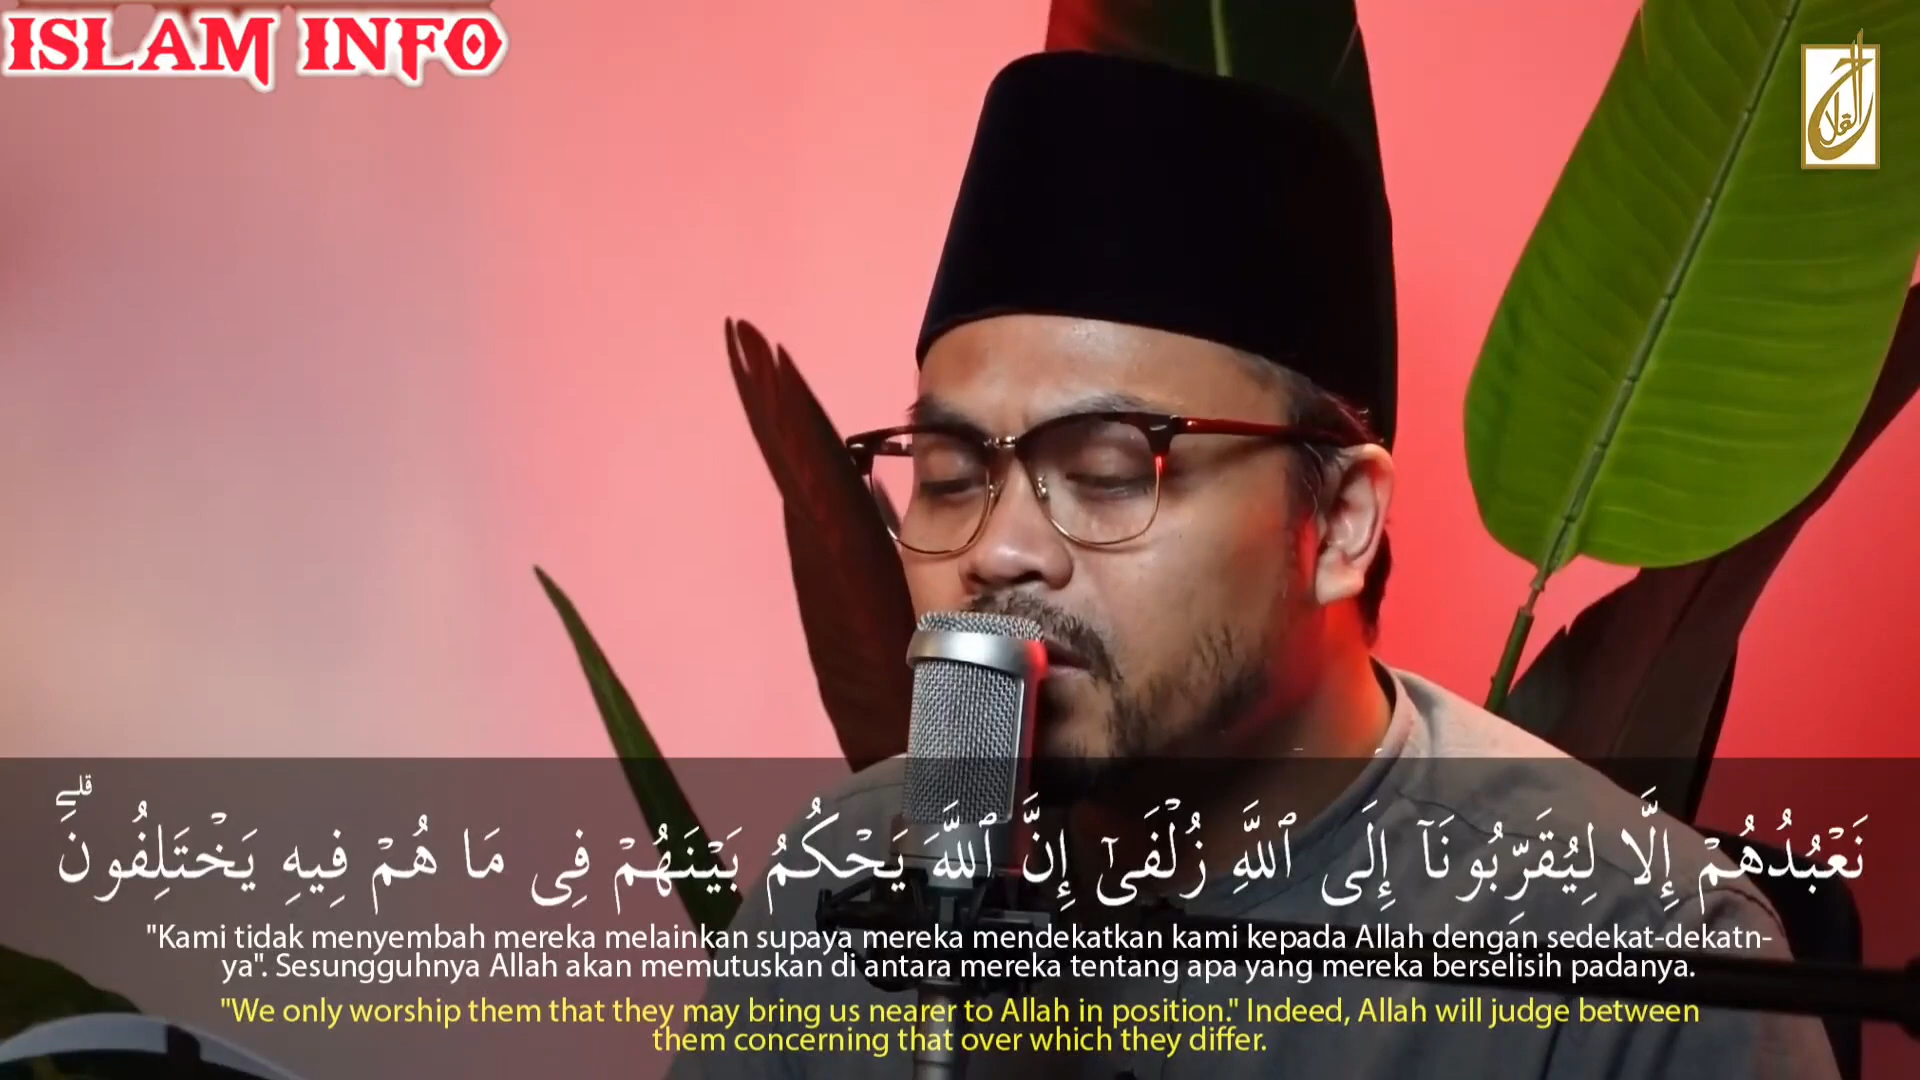 ISLAM INFO
القلا
نَعْبُدُهُمْ إِلَّا لِيُقَرِّبُونَآ إِلَى ٱللَّهِ زُلْفَىٰٓ إِنَّ ٱللَّهَ يَحْكُمُ بَيْنَهُمْ فِى مَا هُمْ فِيهِ يَخْتَلِفُونَ ۗ
"Kami tidak menyembah mereka melainkan supaya mereka mendekatkan kami kepada Allah dengan sedekat-dekatn-
ya". Sesungguhnya Allah akan memutuskan di antara mereka tentang apa yang mereka berselisih padanya.
"We only worship them that they may bring us nearer to Allah in position." Indeed, Allah will judge between
them concerning that over which they differ.